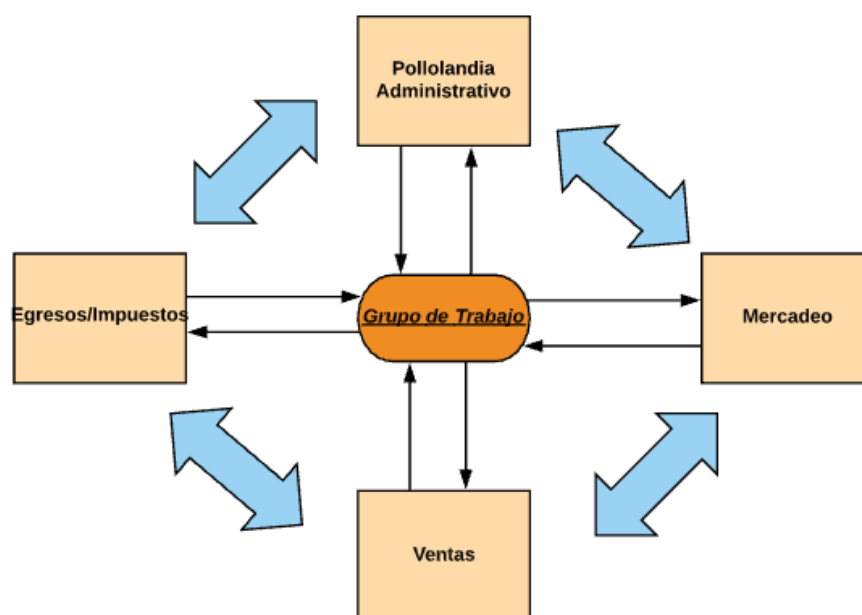 Pollolandia
Administrativo
Egresos/Impuestos
Grupo de Trabajo
Mercadeo
Ventas